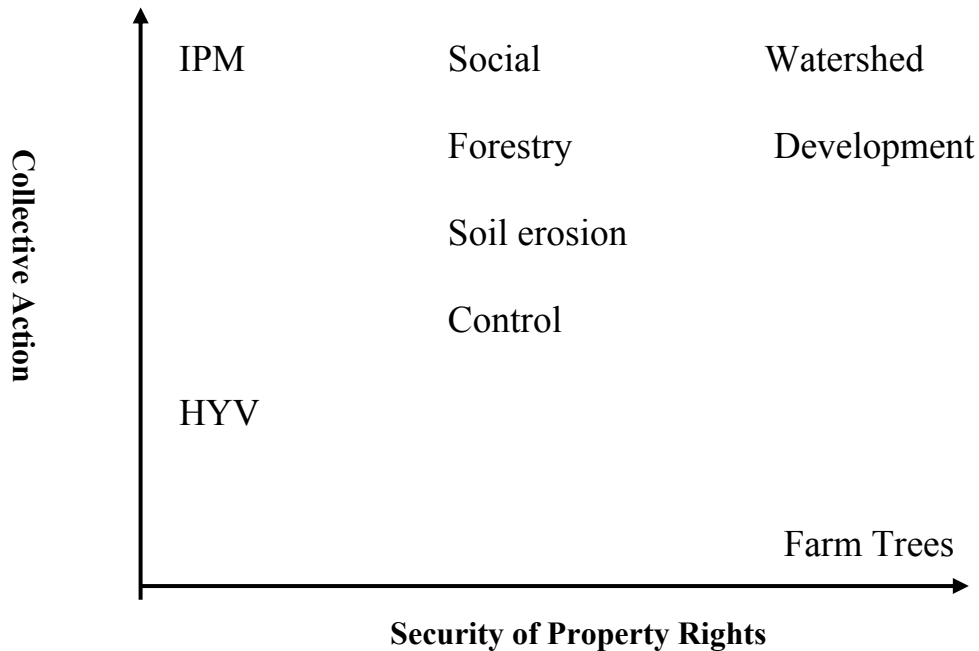 IPM Social Watershed
Forestry Development
Soil erosion
Control
HYV
Farm Trees
Collective Action
Security of Property Rights